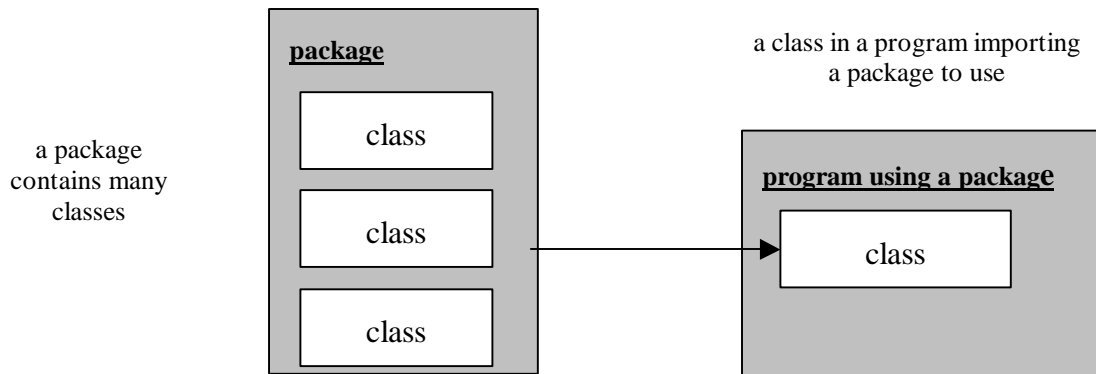 a package
contains many
classes
package
class
class
class
a class in a program importing
a package to use
program using a package
class